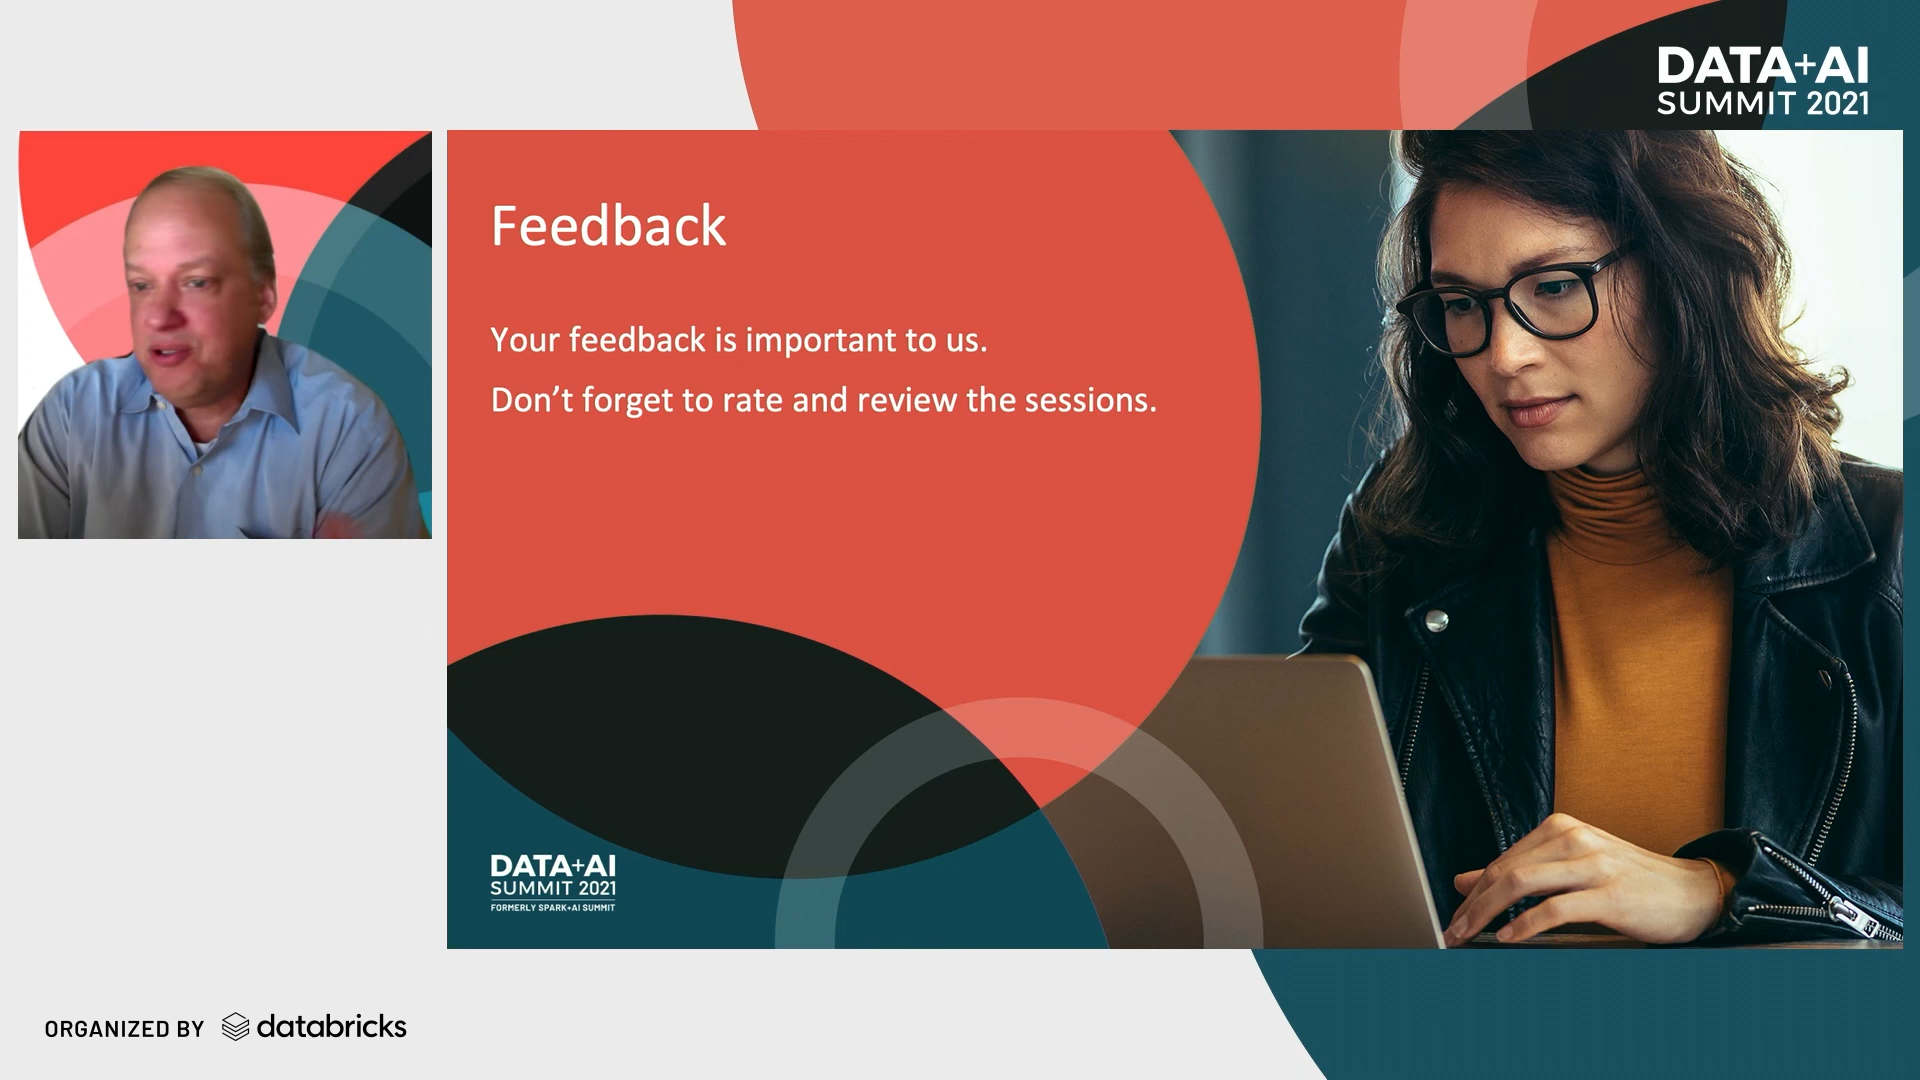 DATA+AI
SUMMIT 2021
Feedback
Your feedback is important to us.
Don’t forget to rate and review the sessions.
DATA+AI
SUMMIT 2021
FORMERLY SPARK+AI SUMMIT
ORGANIZED BY databricks